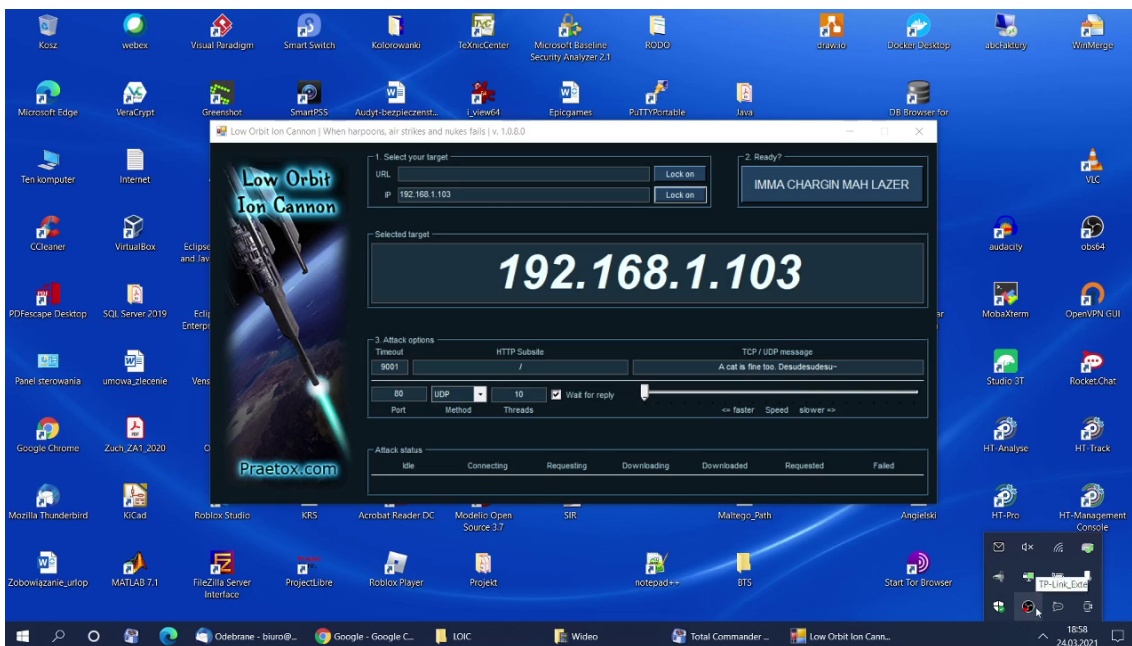 Kosz
webex
Visual Paradigm
Smart Switch
Kolorowanki
TeXnicCenter
Microsoft Baseline
Security Analyzer 2.1
RODO
draw.io
Docker Desktop
abcFaktury
WinMerge
Microsoft Edge
VeraCrypt
Greenshot
SmartPSS
Audyt-bezpieczenst...
i_view64
Epicgames
PuTTYPortable
Java
DB Browser for
Low Orbit Ion Cannon | When harpoons, air strikes and nukes fails | v. 1.0.8.0
Low Orbit
Ion Cannon
Praetox.com
1. Select your target
URL
Lock on
IP 192.168.1.103
Lock on
2. Ready?
IMMA CHARGIN MAH LAZER
Selected target
192.168.1.103
3. Attack options
Timeout HTTP Subsite TCP / UDP message
9001 / A cat is fine too. Desudesudesu~
80 UDP 10 Wait for reply
Port Method Threads <= faster Speed slower =>
Attack status
Idle Connecting Requesting Downloading Downloaded Requested Failed
Ten komputer
Internet
VLC
CCleaner
VirtualBox
Eclipse
and Jav
audacity
obs64
PDFescape Desktop
SQL Server 2019
Eclip
Enterpr
ar
MobaXterm
OpenVPN GUI
Panel sterowania
umowa_zlecenie
Vens
Studio 3T
Rocket.Chat
Google Chrome
Zuch_ZA1_2020
O
HT-Analyse
HT-Track
Mozilla Thunderbird
KiCad
Roblox Studio
KRS
Acrobat Reader DC
Modelio Open
Source 3.7
SIR
Maltego_Path
Angielski
HT-Pro
HT-Management
Console
Zobowiązanie_urlop
MATLAB 7.1
FileZilla Server
Interface
ProjectLibre
Roblox Player
Projekt
notepad++
BTS
Start Tor Browser
TP-Link_Exte
Odebrane - biuro@...
Google - Google C...
LOIC
Wideo
Total Commander ...
Low Orbit Ion Cann...
18:58
24.03.2021